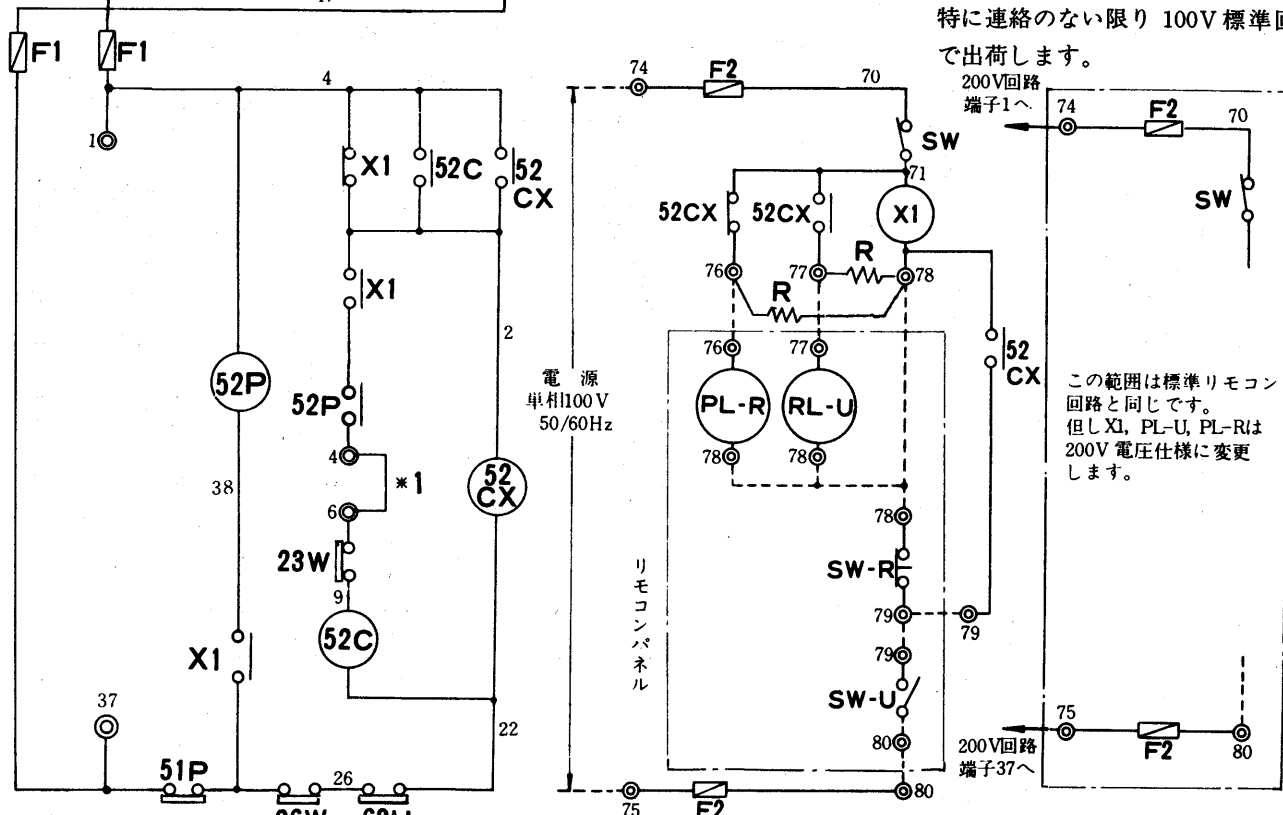 特に連絡のない限り 100V 標準回
で出荷します。
F1
F1
4
1
X1
52C
52
CX
X1
2
52P
52P
4
*1
6
52
CX
38
23W
9
52C
X1
37
22
51P
26
電源
単相100V
50/60Hz
74
F2
70
SW
71
52CX
52CX
X1
R
76
77
78
R
52
CX
76
77
PL-R
RL-U
78
78
78
SW-R
79
79
79
SW-U
80
リモコンパネル
75
F2
80
200V回路
端子1へ
74
F2
70
SW
この範囲は標準リモコン
回路と同じです。
但しX1, PL-U, PL-Rは
200V 電圧仕様に変更
します。
200V回路
端子37へ
75
F2
80